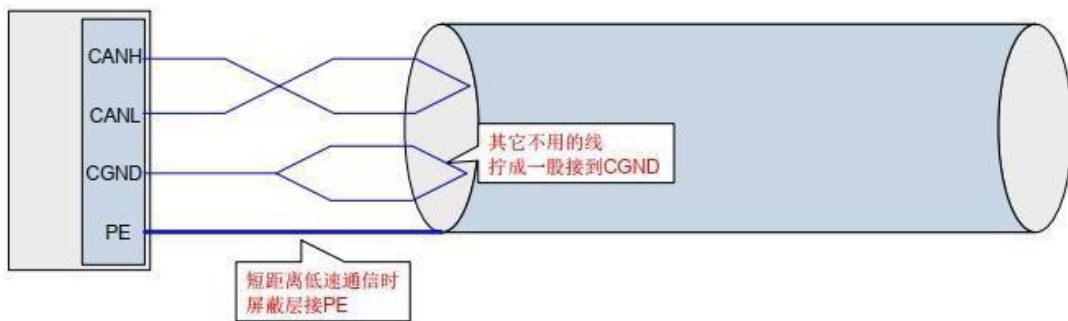 CANH
CANL
CGND
PE
其它不用的线
拧成一股接到CGND
短距离低速通信时
屏蔽层接PE